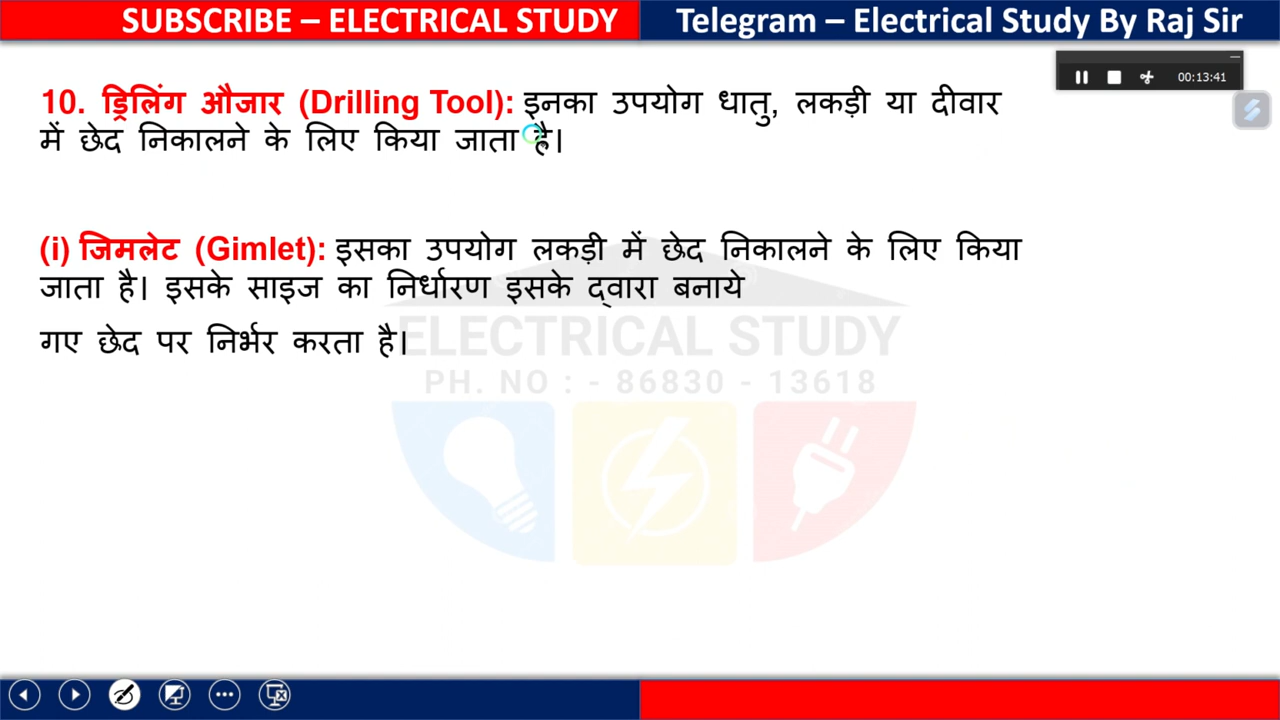 SUBSCRIBE – ELECTRICAL STUDY
Telegram – Electrical Study By Raj Sir
00:13:41
10. ड्रिलिंग औजार (Drilling Tool): इनका उपयोग धातु, लकड़ी या दीवार
में छेद निकालने के लिए किया जाता है।
(i) जिमलेट (Gimlet): इसका उपयोग लकड़ी में छेद निकालने के लिए किया
जाता है। इसके साइज का निर्धारण इसके द्वारा बनाये
गए छेद पर निर्भर करता है।
ELECTRICAL STUDY
PH. NO : - 86830 - 13618